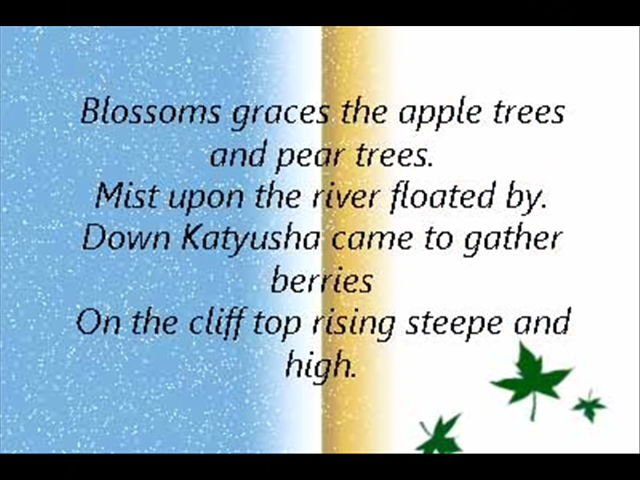 Blossoms graces the apple trees
and pear trees.
Mist upon the river floated by.
Down Katyusha came to gather
berries
On the cliff top rising steepe and
high.